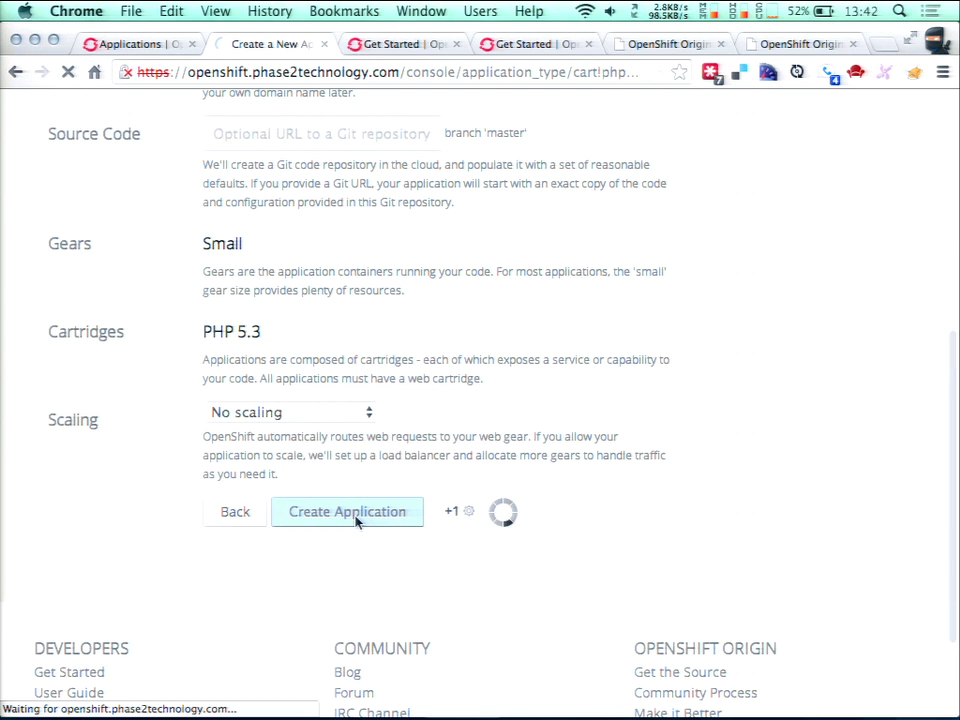 Chrome File Edit View History Bookmarks Window Users Help 2.8KB/s 98.5KB/s 52% 13:42
Applications | O Create a New Ac Get Started | Ope Get Started | Ope OpenShift Origin OpenShift Origin
https://openshift.phase2technology.com/console/application_type/cart!php... 7 4
your own domain name later.
Source Code
Optional URL to a Git repository branch 'master'
We'll create a Git code repository in the cloud, and populate it with a set of reasonable
defaults. If you provide a Git URL, your application will start with an exact copy of the code
and configuration provided in this Git repository.
Gears
Small
Gears are the application containers running your code. For most applications, the 'small'
gear size provides plenty of resources.
Cartridges
PHP 5.3
Applications are composed of cartridges - each of which exposes a service or capability to
your code. All applications must have a web cartridge.
Scaling
No scaling
OpenShift automatically routes web requests to your web gear. If you allow your
application to scale, we'll set up a load balancer and allocate more gears to handle traffic
as you need it.
Back Create Application +1
DEVELOPERS
Get Started
User Guide
COMMUNITY
Blog
Forum
IRC Channel
OPENSHIFT ORIGIN
Get the Source
Community Process
Make it Better
Waiting for openshift.phase2technology.com...